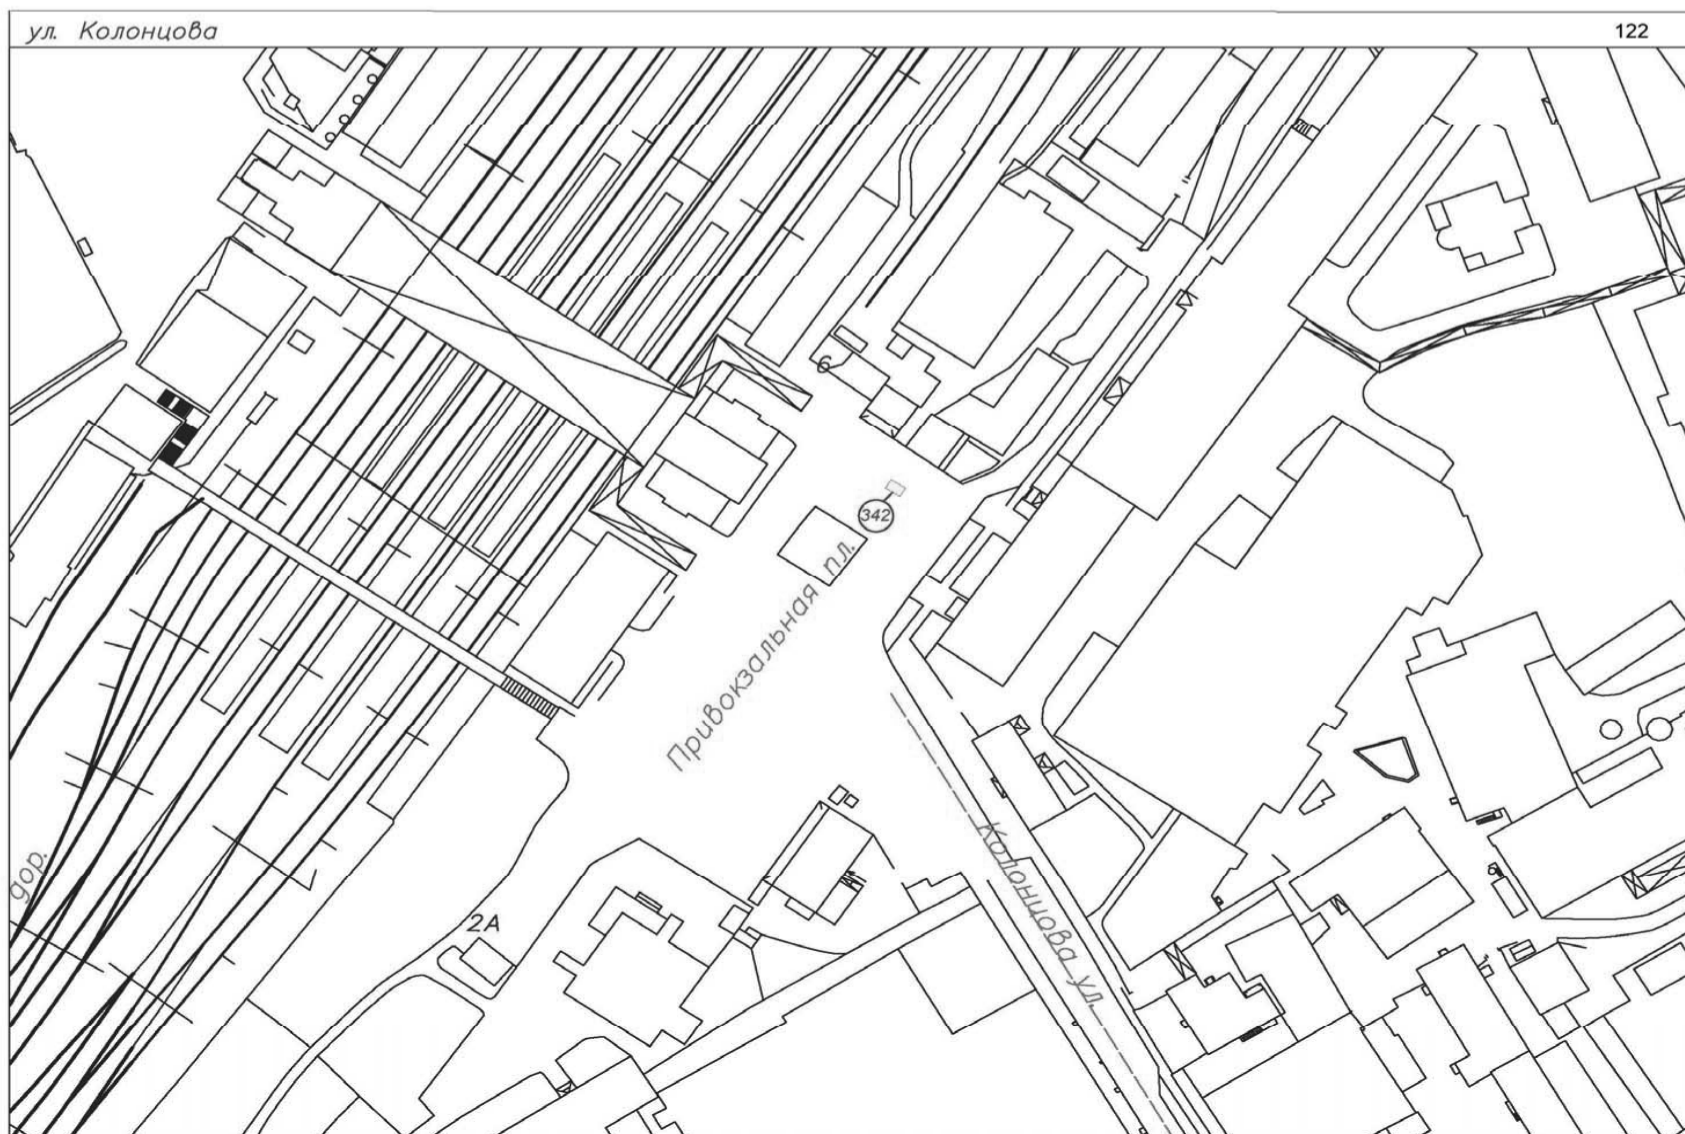 ул. Колонцова
122
6
342
Привокзальная пл.
Колонцова ул.
дор.
2А